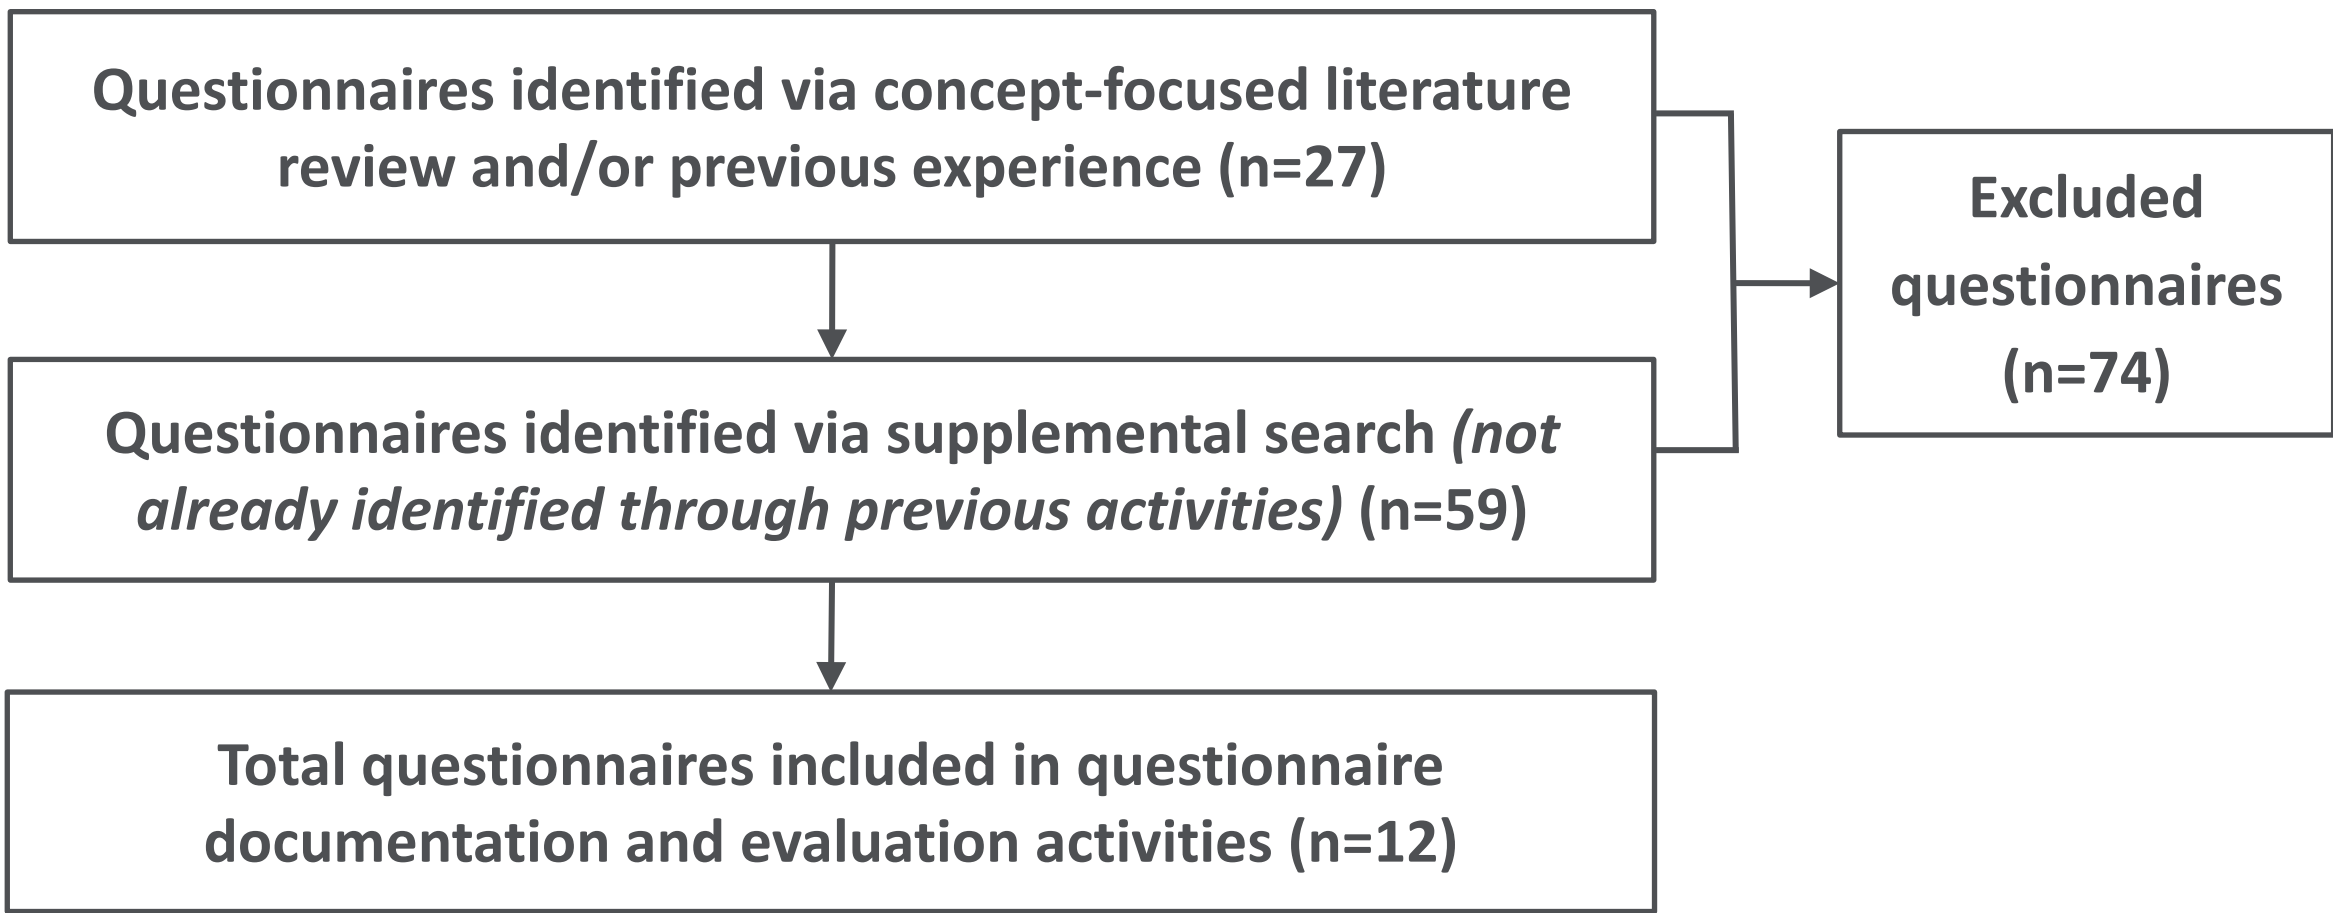 Questionnaires identified via concept-focused literature
review and/or previous experience (n=27)
Excluded
questionnaires
(n=74)
Questionnaires identified via supplemental search (not
already identified through previous activities) (n=59)
Total questionnaires included in questionnaire
documentation and evaluation activities (n=12)